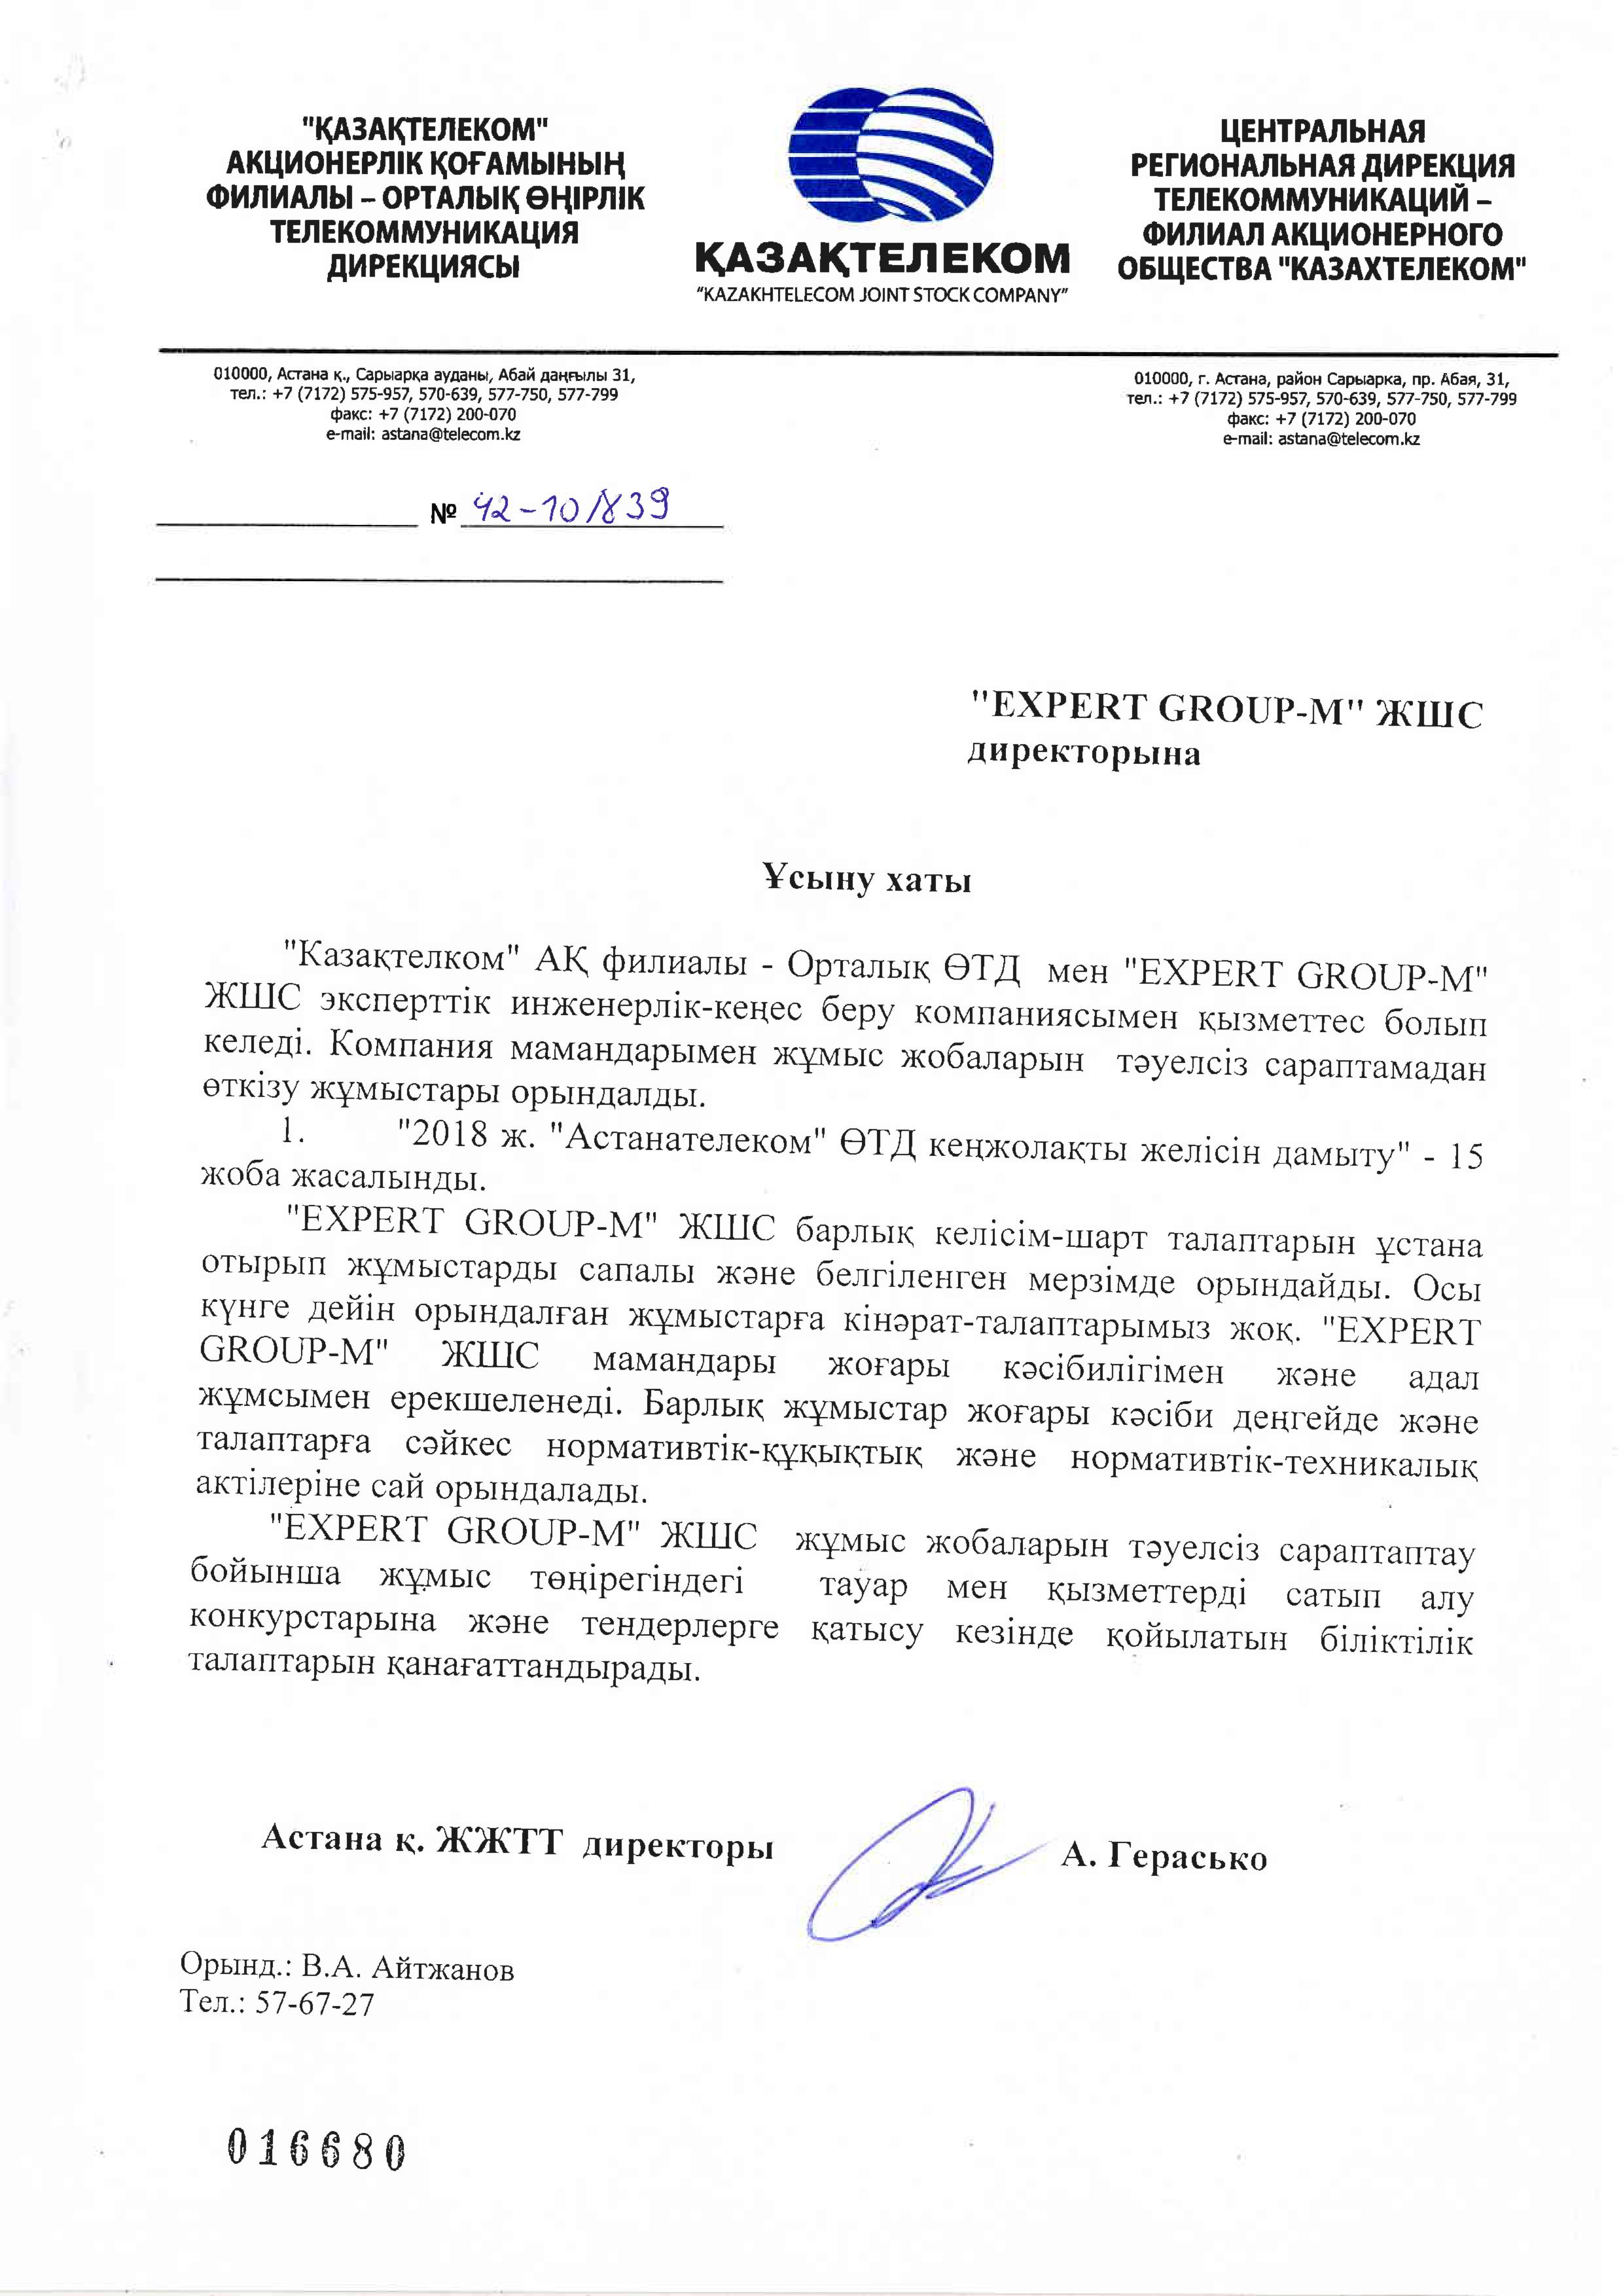 "ҚАЗАҚТЕЛЕКОМ"
АКЦИОНЕРЛІК ҚОҒАМЫНЫҢ
ФИЛИАЛЫ – ОРТАЛЫҚ ӨҢІРЛІК
ТЕЛЕКОММУНИКАЦИЯ
ДИРЕКЦИЯСЫ
ҚАЗАҚТЕЛЕКОМ
“KAZAKHTELECOM JOINT STOCK COMPANY”
ЦЕНТРАЛЬНАЯ
РЕГИОНАЛЬНАЯ ДИРЕКЦИЯ
ТЕЛЕКОММУНИКАЦИЙ –
ФИЛИАЛ АКЦИОНЕРНОГО
ОБЩЕСТВА "КАЗАХТЕЛЕКОМ"
010000, Астана қ., Сарыарқа ауданы, Абай даңғылы 31,
тел.: +7 (7172) 575-957, 570-639, 577-750, 577-799
факс: +7 (7172) 200-070
e-mail: astana@telecom.kz
010000, г. Астана, район Сарыарка, пр. Абая, 31,
тел.: +7 (7172) 575-957, 570-639, 577-750, 577-799
факс: +7 (7172) 200-070
e-mail: astana@telecom.kz
№ 42-10/839
"EXPERT GROUP-M" ЖШС
директорына
Ұсыну хаты
"Казақтелком" АҚ филиалы - Орталық ӨТД мен "EXPERT GROUP-M"
ЖШС эксперттік инженерлік-кеңес беру компаниясымен қызметтес болып
келеді. Компания мамандарымен жұмыс жобаларын тәуелсіз сараптамадан
өткізу жұмыстары орындалды.
1. "2018 ж. "Астанателеком" ӨТД кеңжолақты желісін дамыту" - 15
жоба жасалынды.
"EXPERT GROUP-M" ЖШС барлық келісім-шарт талаптарын ұстана
отырып жұмыстарды сапалы және белгіленген мерзімде орындайды. Осы
күнге дейін орындалған жұмыстарға кінәрат-талаптарымыз жоқ. "EXPERT
GROUP-M" ЖШС мамандары жоғары кәсібилігімен және адал
жұмсымен ерекшеленеді. Барлық жұмыстар жоғары кәсіби деңгейде және
талаптарға сәйкес нормативтік-құқықтық және нормативтік-техникалық
актілеріне сай орындалады.
"EXPERT GROUP-M" ЖШС жұмыс жобаларын тәуелсіз сараптаптау
бойынша жұмыс төңірегіндегі тауар мен қызметтерді сатып алу
конкурстарына және тендерлерге қатысу кезінде қойылатын біліктілік
талаптарын қанағаттандырады.
Астана қ. ЖЖТТ директоры
А. Герасько
Орынд.: В.А. Айтжанов
Тел.: 57-67-27
016680